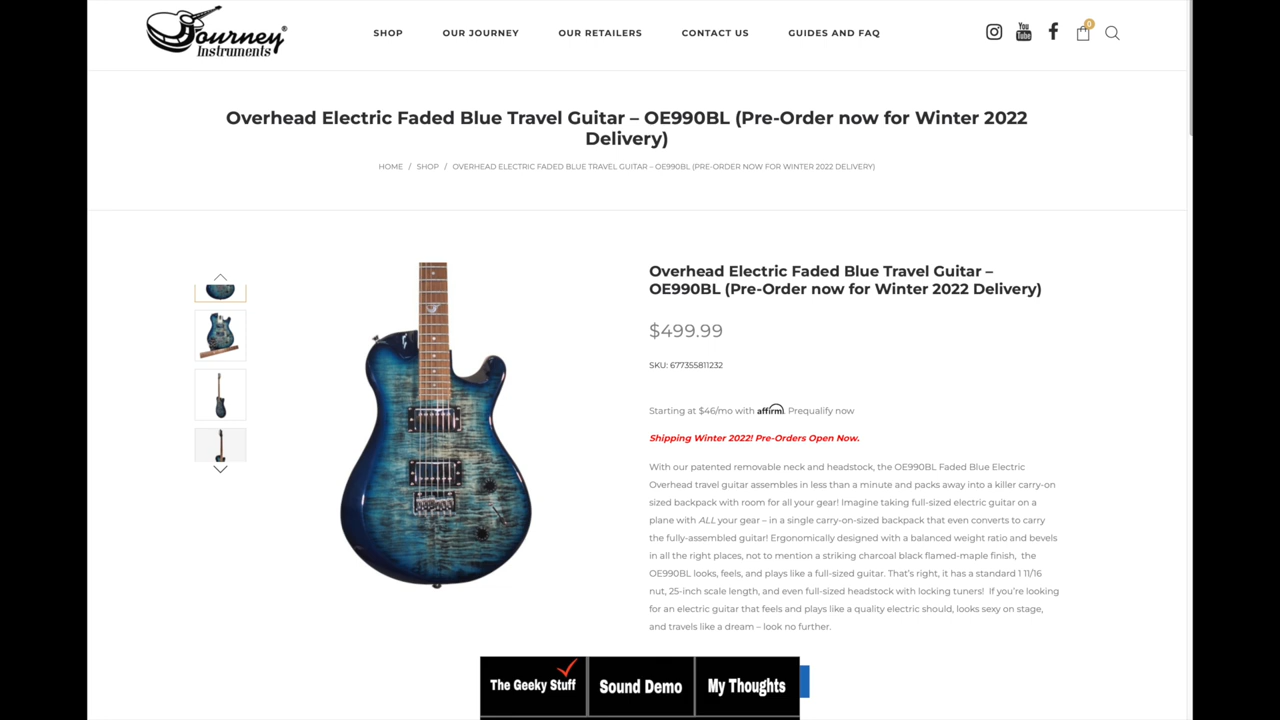 Journey®
Instruments
SHOP
OUR JOURNEY
OUR RETAILERS
CONTACT US
GUIDES AND FAQ
You
Tube
0
Overhead Electric Faded Blue Travel Guitar – OE990BL (Pre-Order now for Winter 2022
Delivery)
HOME / SHOP / OVERHEAD ELECTRIC FADED BLUE TRAVEL GUITAR – OE990BL (PRE-ORDER NOW FOR WINTER 2022 DELIVERY)
Overhead Electric Faded Blue Travel Guitar –
OE990BL (Pre-Order now for Winter 2022 Delivery)
$499.99
SKU: 677355811232
Starting at $46/mo with affirm. Prequalify now
Shipping Winter 2022! Pre-Orders Open Now.
With our patented removable neck and headstock, the OE990BL Faded Blue Electric
Overhead travel guitar assembles in less than a minute and packs away into a killer carry-on
sized backpack with room for all your gear! Imagine taking full-sized electric guitar on a
plane with ALL your gear – in a single carry-on-sized backpack that even converts to carry
the fully-assembled guitar! Ergonomically designed with a balanced weight ratio and bevels
in all the right places, not to mention a striking charcoal black flamed-maple finish, the
OE990BL looks, feels, and plays like a full-sized guitar. That's right, it has a standard 1 11/16
nut, 25-inch scale length, and even full-sized headstock with locking tuners! If you're looking
for an electric guitar that feels and plays like a quality electric should, looks sexy on stage,
and travels like a dream – look no further.
The Geeky Stuff
Sound Demo
My Thoughts